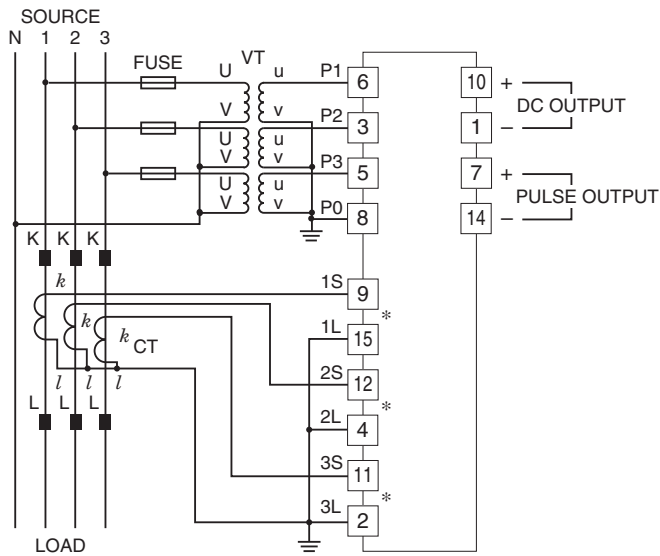 SOURCE
N 1 2 3
FUSE
VT
U u P1 6 10 +
DC OUTPUT
V v P2 3 1 −
U u
V v P3 5 7 +
PULSE OUTPUT
U u
V v P0 8 14 −
K K K
k 1S 9
*
k 1L 15
k CT
2S 12
l l l
*
L L L
2L 4
3S 11
*
3L 2
LOAD